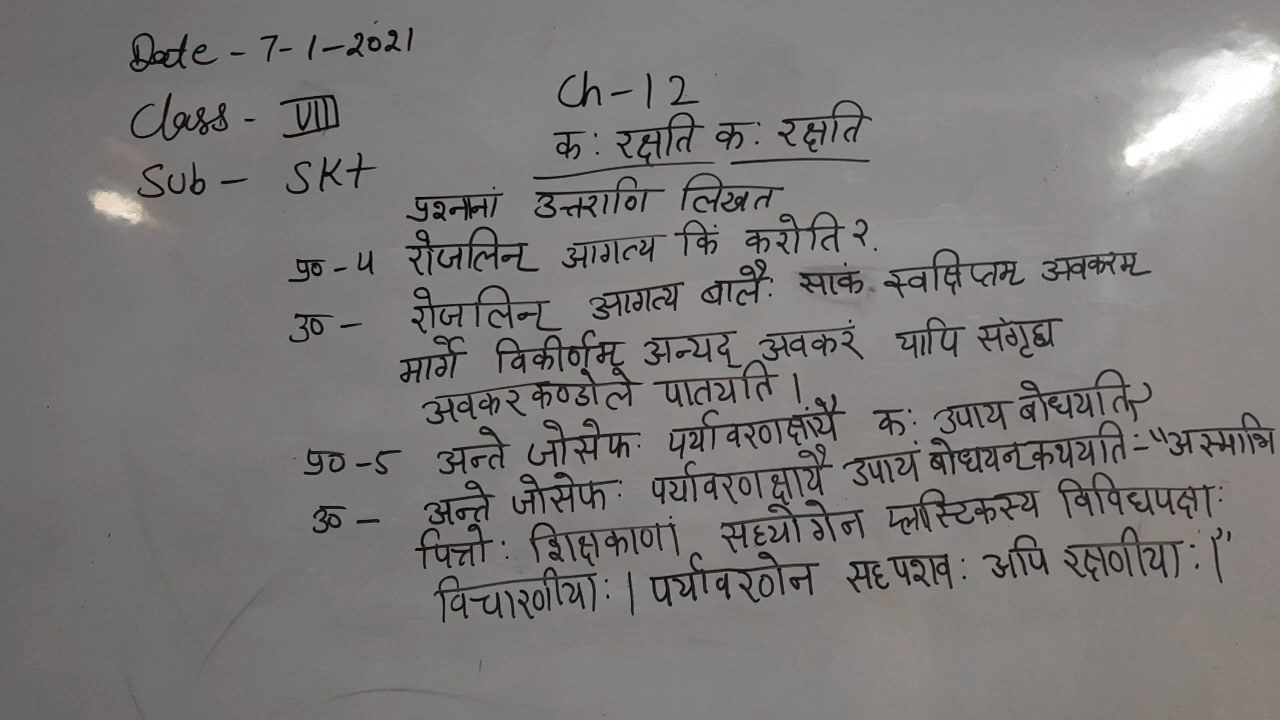 Date - 7-1-2021
Class - VIII
Sub - SKt
Ch-12
क: रक्षति क: रक्षति
प्रश्नानां उत्तराणि लिखत
प्र० - 4 रोजलिन् आगत्य किं करोति ?.
उ० - रोजलिन् आगत्य बालै: साकं स्वक्षिप्तम् अवकरम्
मार्गे विकीर्णम् अन्यद् अवकरं चापि संगृह्य
अवकरकण्डोले पातयति ।
प्र० - 5 अन्ते जोसेफ: पर्यावरणक्षायै क: उपाय बोधयति ?
उ० - अन्ते जोसेफ: पर्यावरणक्षायै उपायं बोधयन् कथयति - "अस्माभि
पित्रो: शिक्षकाणां सहयोगेन प्लास्टिकस्य विविधपक्षा:
विचारणीया: । पर्यावरणेन सह पशव: अपि रक्षणीया: ।"